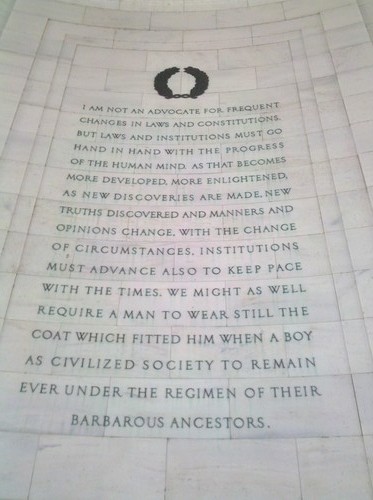 I AM NOT AN ADVOCATE FOR FREQUENT
CHANGES IN LAWS AND CONSTITUTIONS,
BUT LAWS AND INSTITUTIONS MUST GO
HAND IN HAND WITH THE PROGRESS
OF THE HUMAN MIND. AS THAT BECOMES
MORE DEVELOPED, MORE ENLIGHTENED,
AS NEW DISCOVERIES ARE MADE, NEW
TRUTHS DISCOVERED AND MANNERS AND
OPINIONS CHANGE, WITH THE CHANGE
OF CIRCUMSTANCES, INSTITUTIONS
MUST ADVANCE ALSO TO KEEP PACE
WITH THE TIMES. WE MIGHT AS WELL
REQUIRE A MAN TO WEAR STILL THE
COAT WHICH FITTED HIM WHEN A BOY
AS CIVILIZED SOCIETY TO REMAIN
EVER UNDER THE REGIMEN OF THEIR
BARBAROUS ANCESTORS.